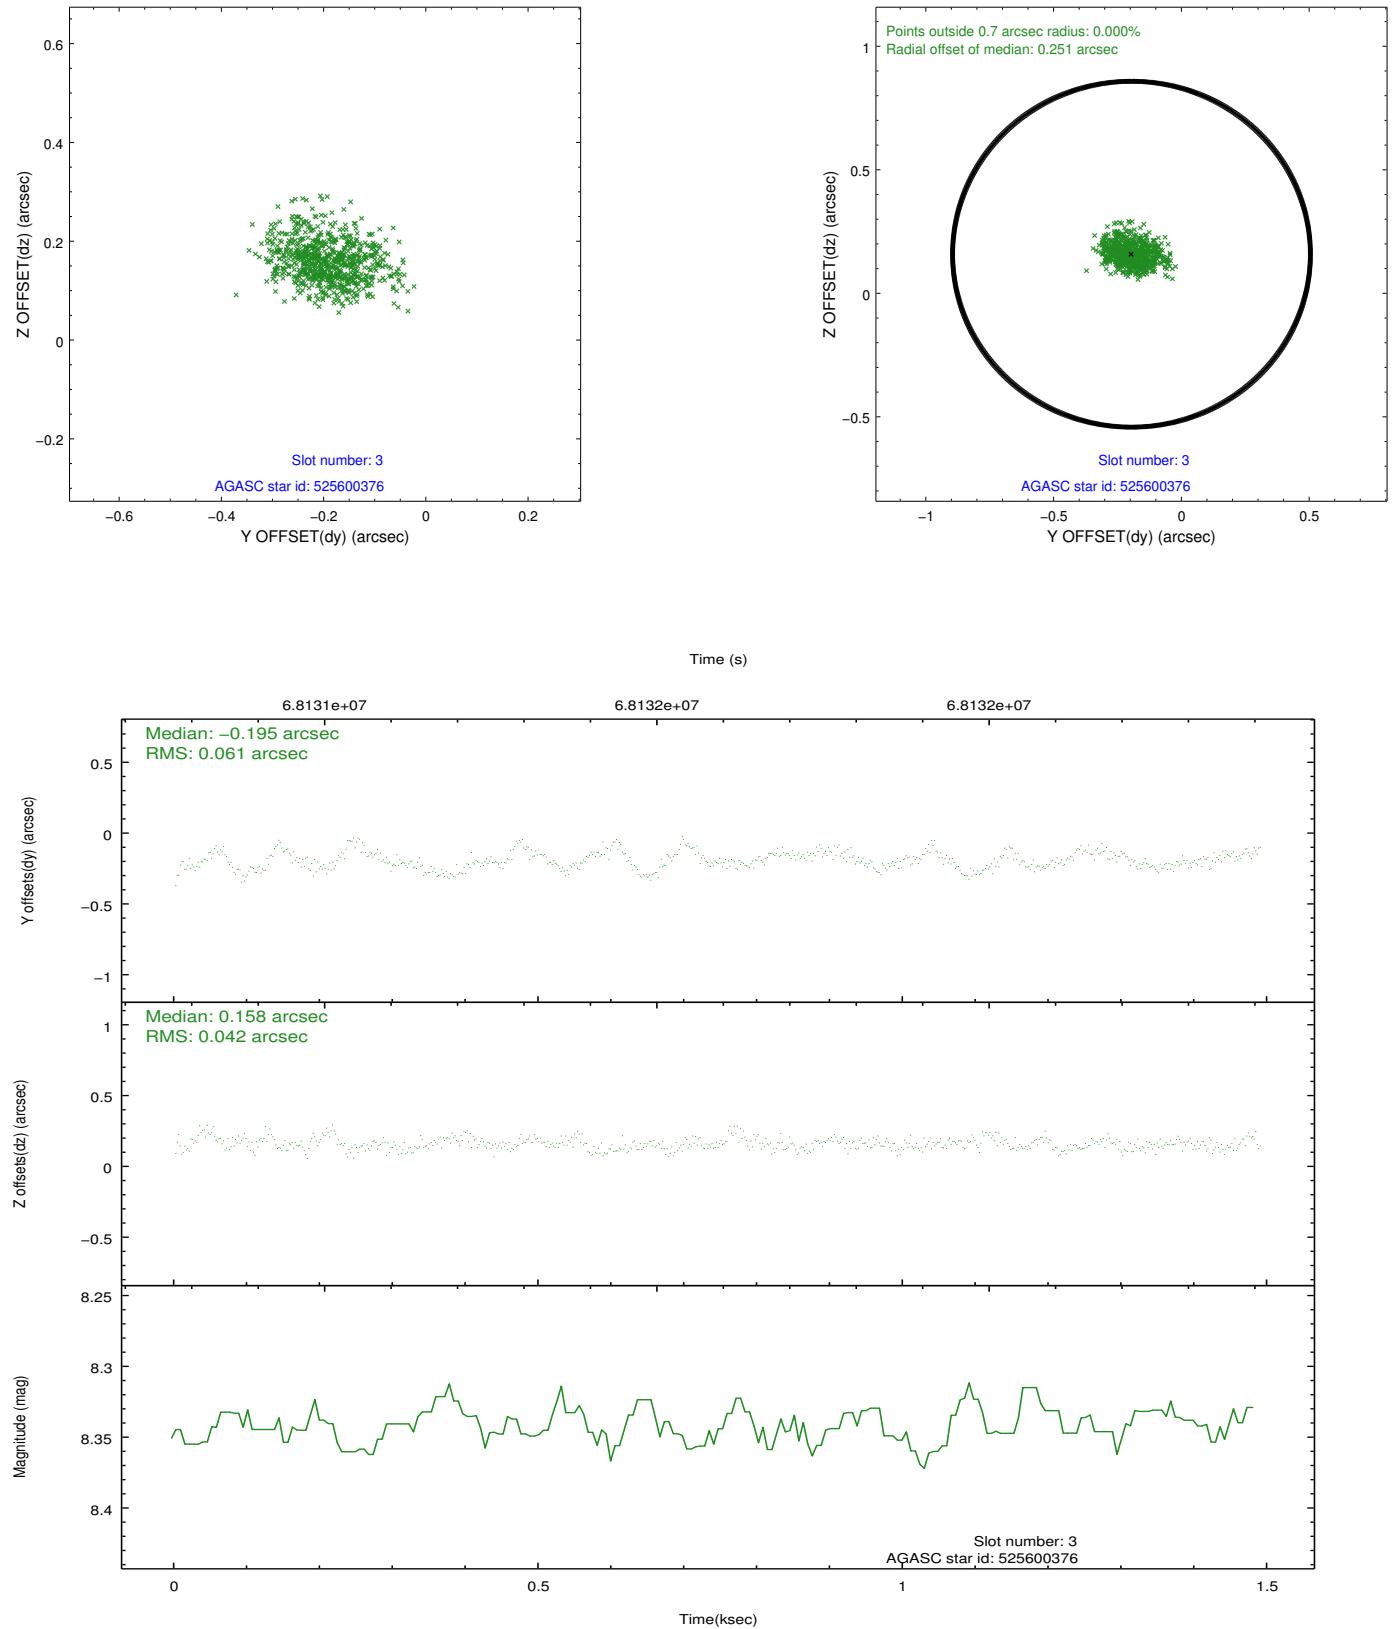 0.6
0.4
0.2
0
−0.2
Z OFFSET(dz) (arcsec)
Slot number: 3
AGASC star id: 525600376
−0.6 −0.4 −0.2 0 0.2
Y OFFSET(dy) (arcsec)
Points outside 0.7 arcsec radius: 0.000%
Radial offset of median: 0.251 arcsec
1
0.5
0
−0.5
Z OFFSET(dz) (arcsec)
Slot number: 3
AGASC star id: 525600376
−1 −0.5 0 0.5
Y OFFSET(dy) (arcsec)
Time (s)
6.8131e+07 6.8132e+07 6.8132e+07
Median: −0.195 arcsec
RMS: 0.061 arcsec
0.5
0
−0.5
−1
Y offsets(dy) (arcsec)
Median: 0.158 arcsec
RMS: 0.042 arcsec
1
0.5
0
−0.5
Z offsets(dz) (arcsec)
8.25
8.3
8.35
8.4
Magnitude (mag)
Slot number: 3
AGASC star id: 525600376
0 0.5 1 1.5
Time(ksec)